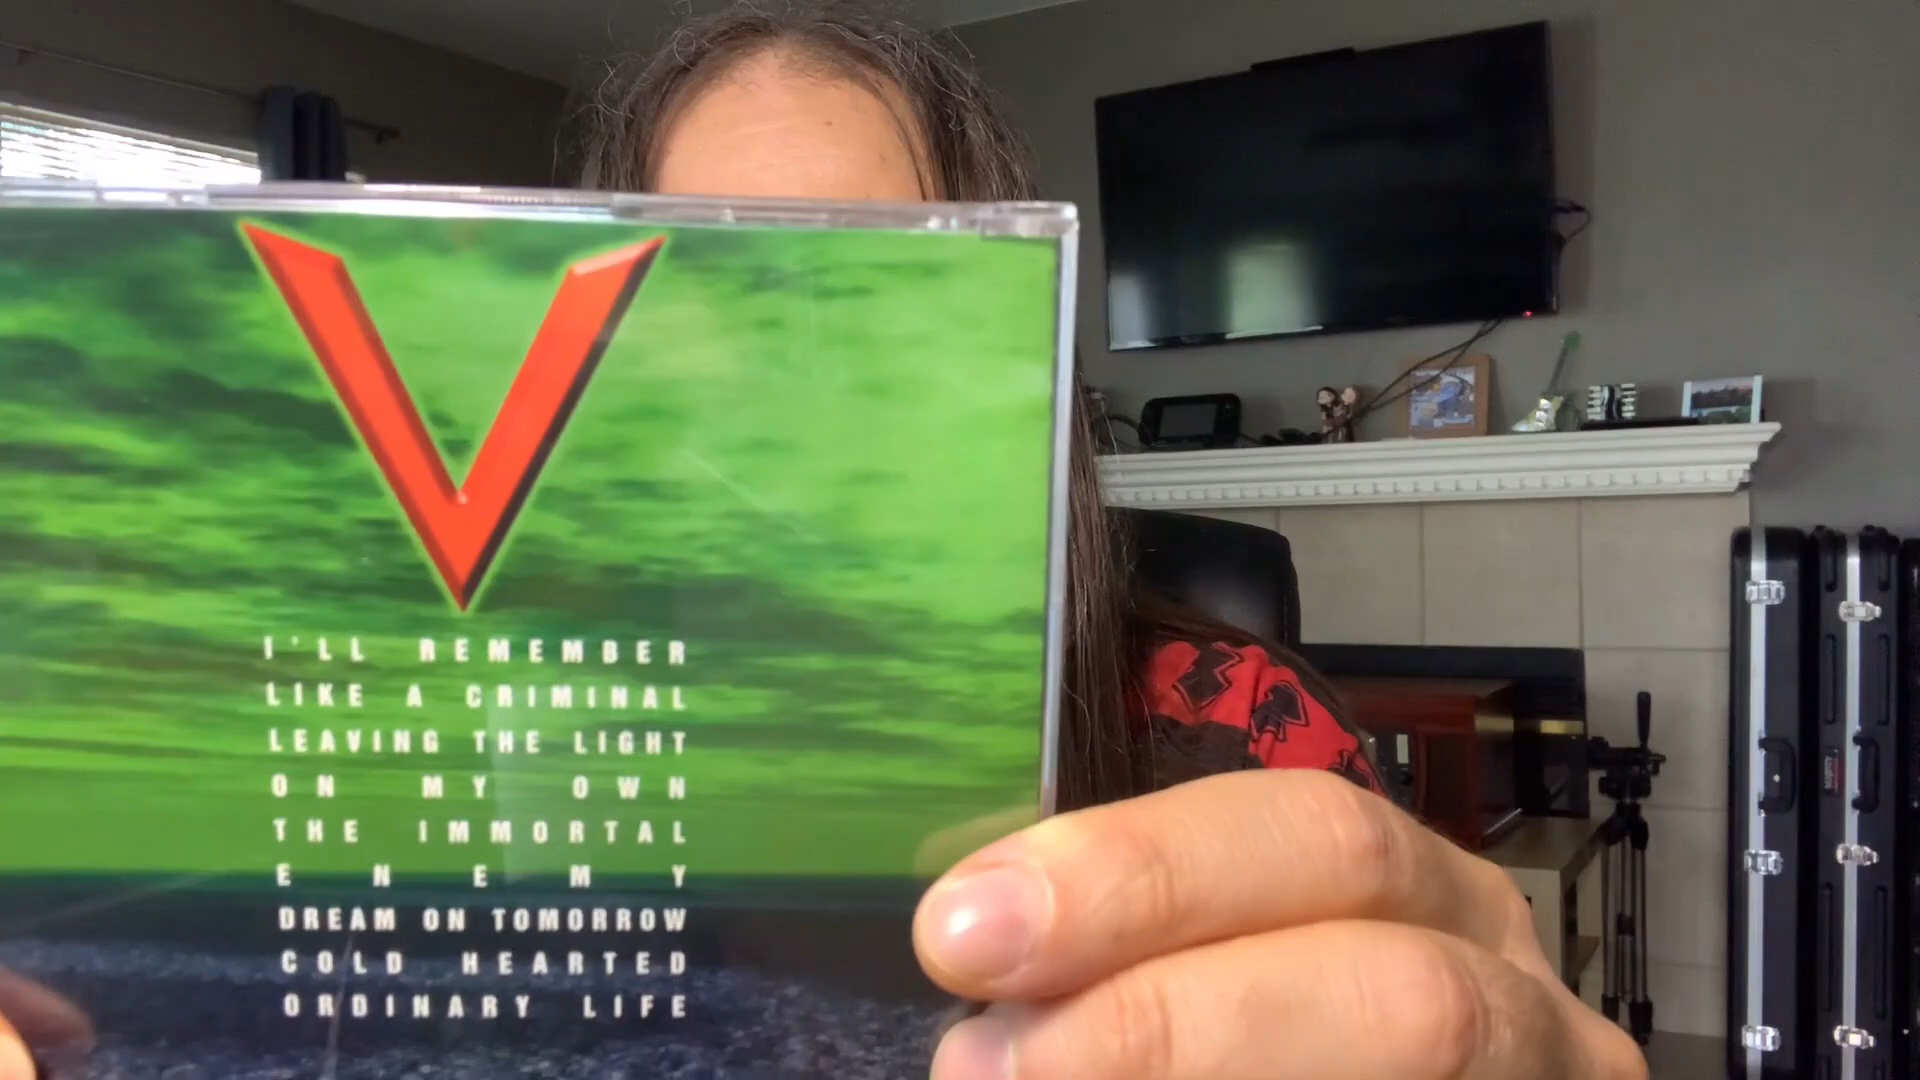 V
I'LL REMEMBER
LIKE A CRIMINAL
LEAVING THE LIGHT
ON MY OWN
THE IMMORTAL
ENEMY
DREAM ON TOMORROW
COLD HEARTED
ORDINARY LIFE